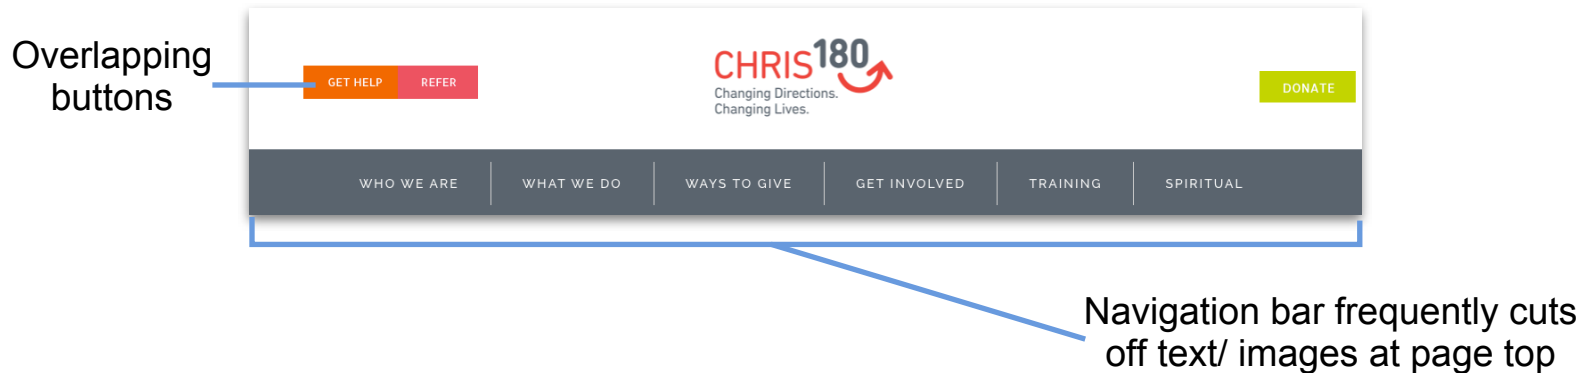 Overlapping
buttons
GET HELP
REFER
CHRIS180
Changing Directions.
Changing Lives.
DONATE
WHO WE ARE
WHAT WE DO
WAYS TO GIVE
GET INVOLVED
TRAINING
SPIRITUAL
Navigation bar frequently cuts
off text/ images at page top